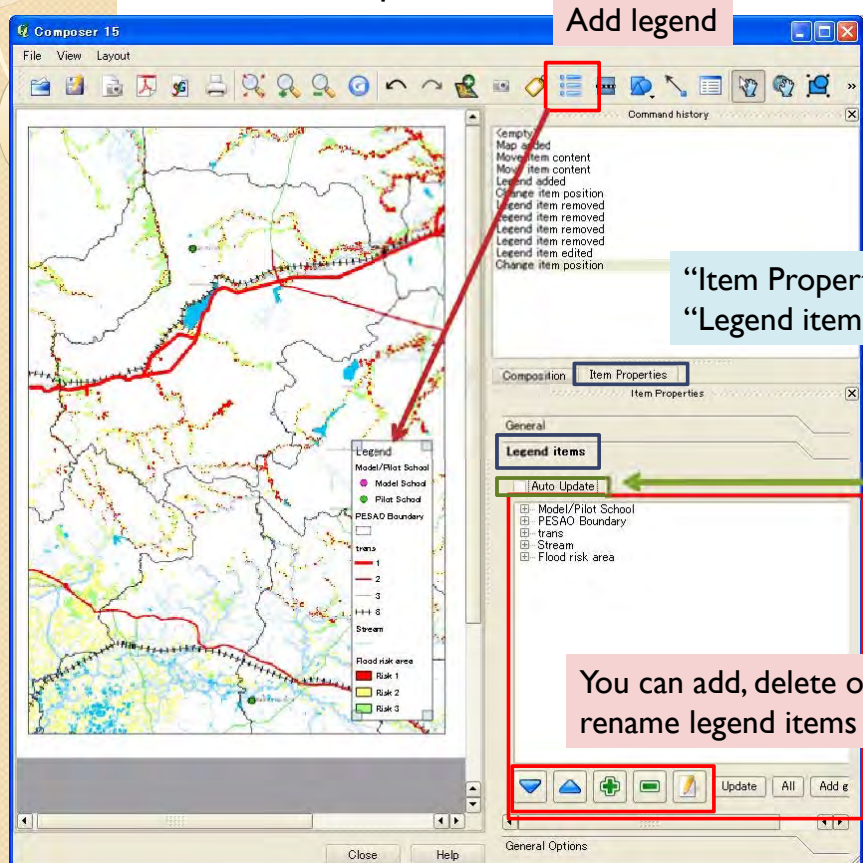 Add legend
Composer 15
File View Layout
Command history
<empty>
Map added
Move item content
Move item content
Legend added
Change item position
Legend item removed
Legend item removed
Legend item removed
Legend item removed
Legend item edited
Change item position
“Item Proper
“Legend item
Composition Item Properties
Item Properties
General
Legend items
Auto Update
Model/Pilot School
PESAO Boundary
trans
Stream
Flood risk area
Legend
Model/Pilot School
Model School
Pilot School
PESAO Boundary
trans
1
2
3
8
Stream
Flood risk area
Risk 1
Risk 2
Risk 3
You can add, delete o
rename legend items
Update All Add g
General Options
Close Help